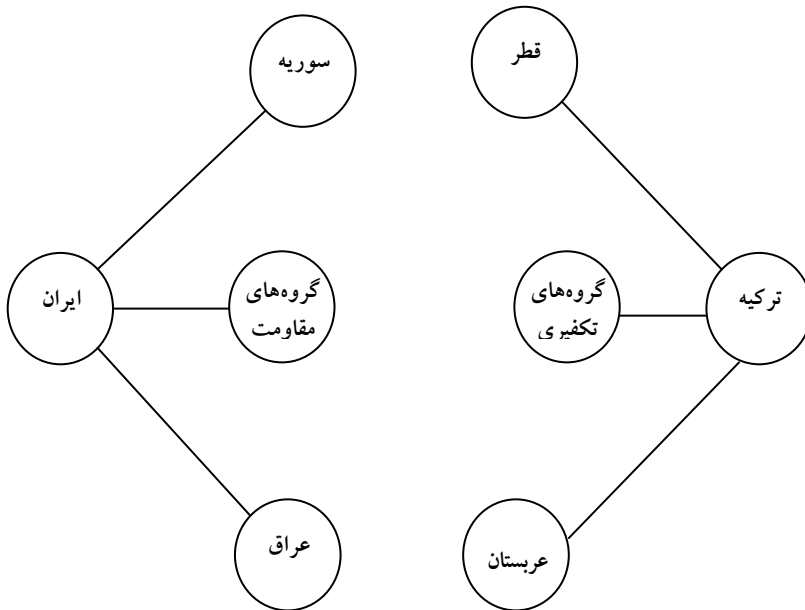 قطر
سوریه
ترکیه
گروه‌های
تکفیری
گروه‌های
مقاومت
ایران
عربستان
عراق